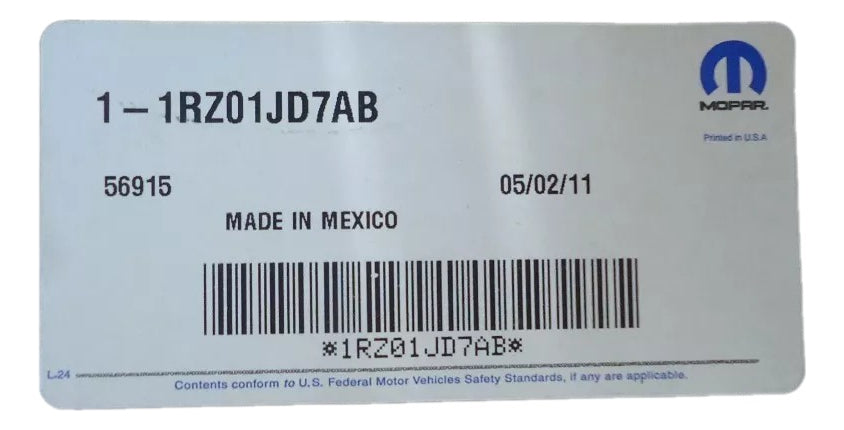 1–1RZ01JD7AB
MOPAR.
Printed in U.S.A
56915
05/02/11
MADE IN MEXICO
*1RZ01JD7AB*
L-24
Contents conform to U.S. Federal Motor Vehicles Safety Standards, if any are applicable.